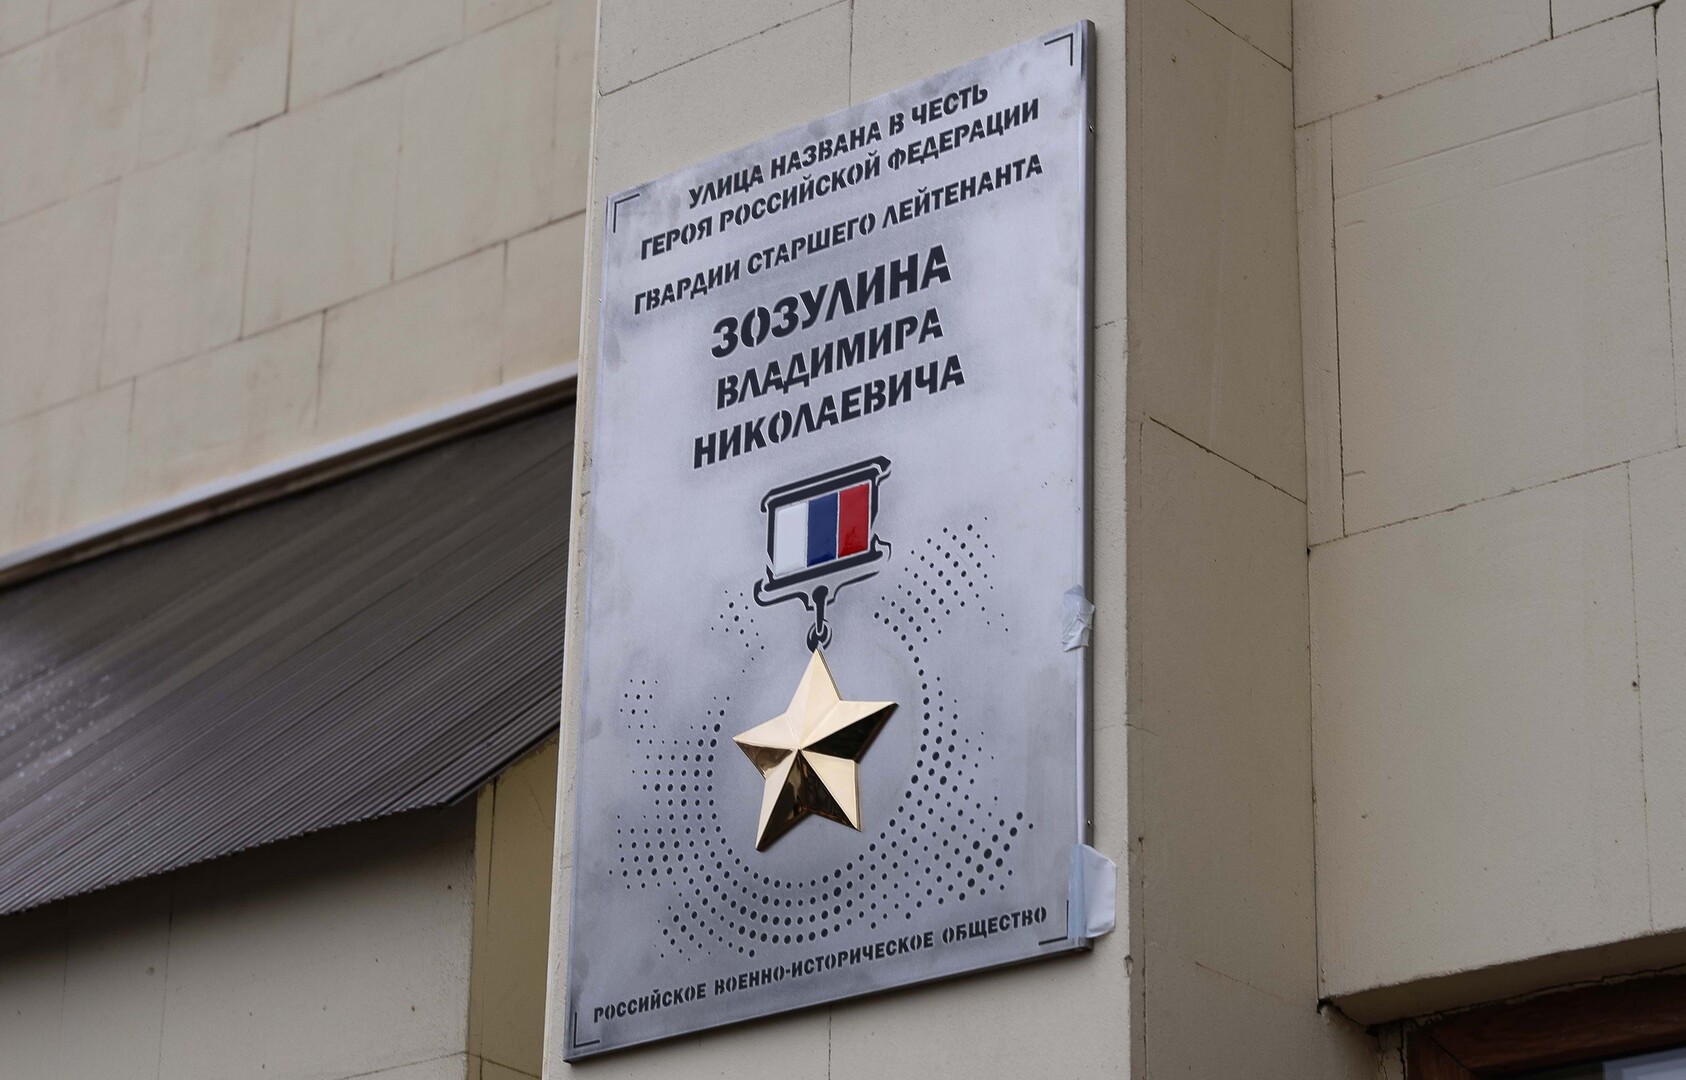 УЛИЦА НАЗВАНА В ЧЕСТЬ
ГЕРОЯ РОССИЙСКОЙ ФЕДЕРАЦИИ
ГВАРДИИ СТАРШЕГО ЛЕЙТЕНАНТА
ЗОЗУЛИНА
ВЛАДИМИРА
НИКОЛАЕВИЧА
РОССИЙСКОЕ ВОЕННО-ИСТОРИЧЕСКОЕ ОБЩЕСТВО